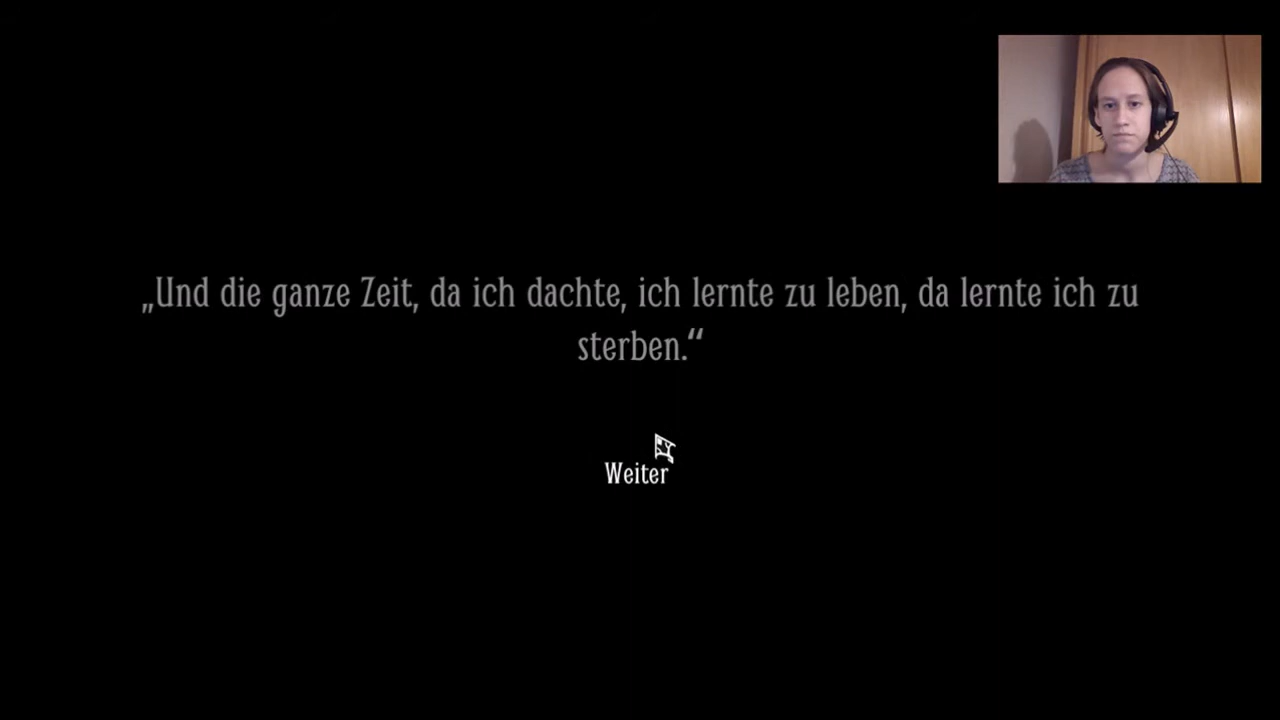 „Und die ganze Zeit, da ich dachte, ich lernte zu leben, da lernte ich zu
sterben.“
Weiter